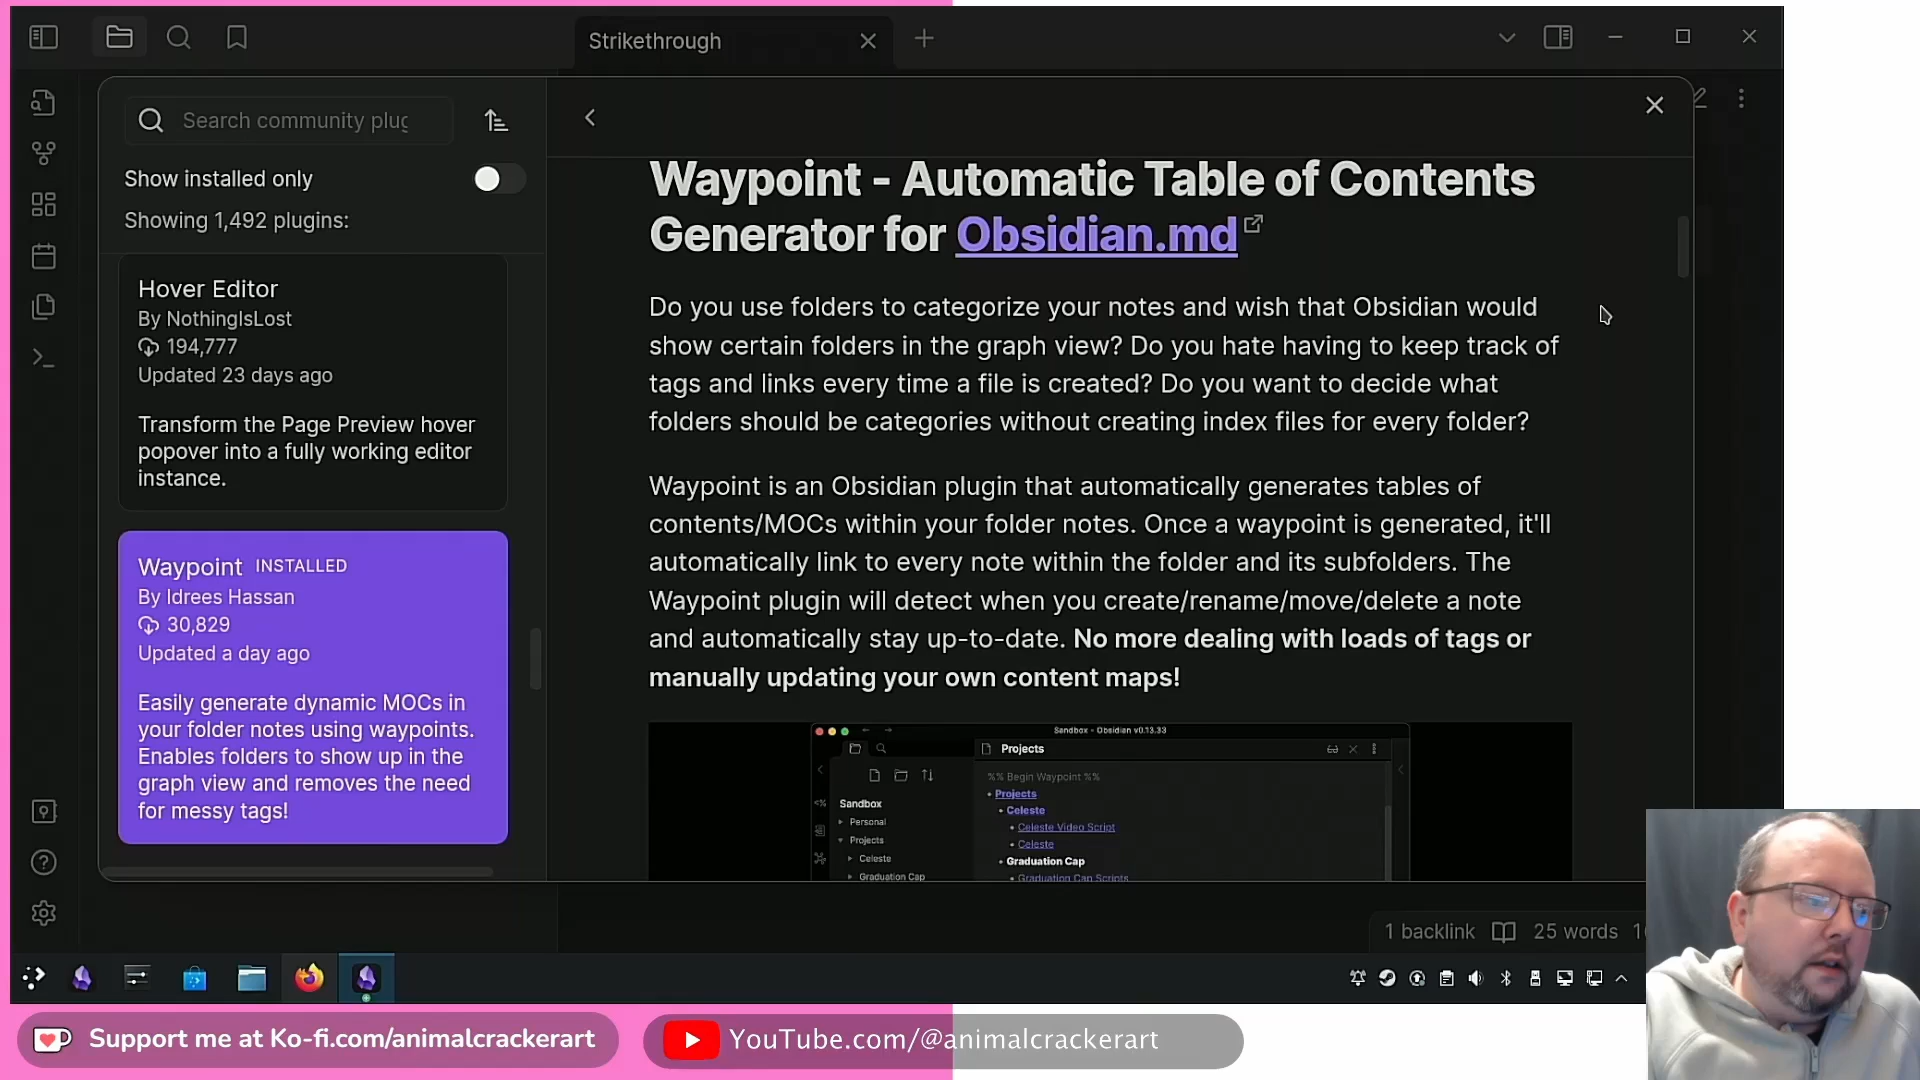 Strikethrough
Search community plug
Show installed only
Showing 1,492 plugins:
Hover Editor
By NothingIsLost
194,777
Updated 23 days ago
Transform the Page Preview hover
popover into a fully working editor
instance.
Waypoint INSTALLED
By Idrees Hassan
30,829
Updated a day ago
Easily generate dynamic MOCs in
your folder notes using waypoints.
Enables folders to show up in the
graph view and removes the need
for messy tags!
Waypoint - Automatic Table of Contents
Generator for Obsidian.md
Do you use folders to categorize your notes and wish that Obsidian would
show certain folders in the graph view? Do you hate having to keep track of
tags and links every time a file is created? Do you want to decide what
folders should be categories without creating index files for every folder?
Waypoint is an Obsidian plugin that automatically generates tables of
contents/MOCs within your folder notes. Once a waypoint is generated, it'll
automatically link to every note within the folder and its subfolders. The
Waypoint plugin will detect when you create/rename/move/delete a note
and automatically stay up-to-date. No more dealing with loads of tags or
manually updating your own content maps!
Sandbox - Obsidian v0.13.33
Projects
Sandbox
Personal
Projects
Celeste
Graduation Cap
%% Begin Waypoint %%
Projects
Celeste
Celeste Video Script
Celeste
Graduation Cap
Graduation Cap Scripts
1 backlink 25 words
Support me at Ko-fi.com/animalcrackerart
YouTube.com/@animalcrackerart